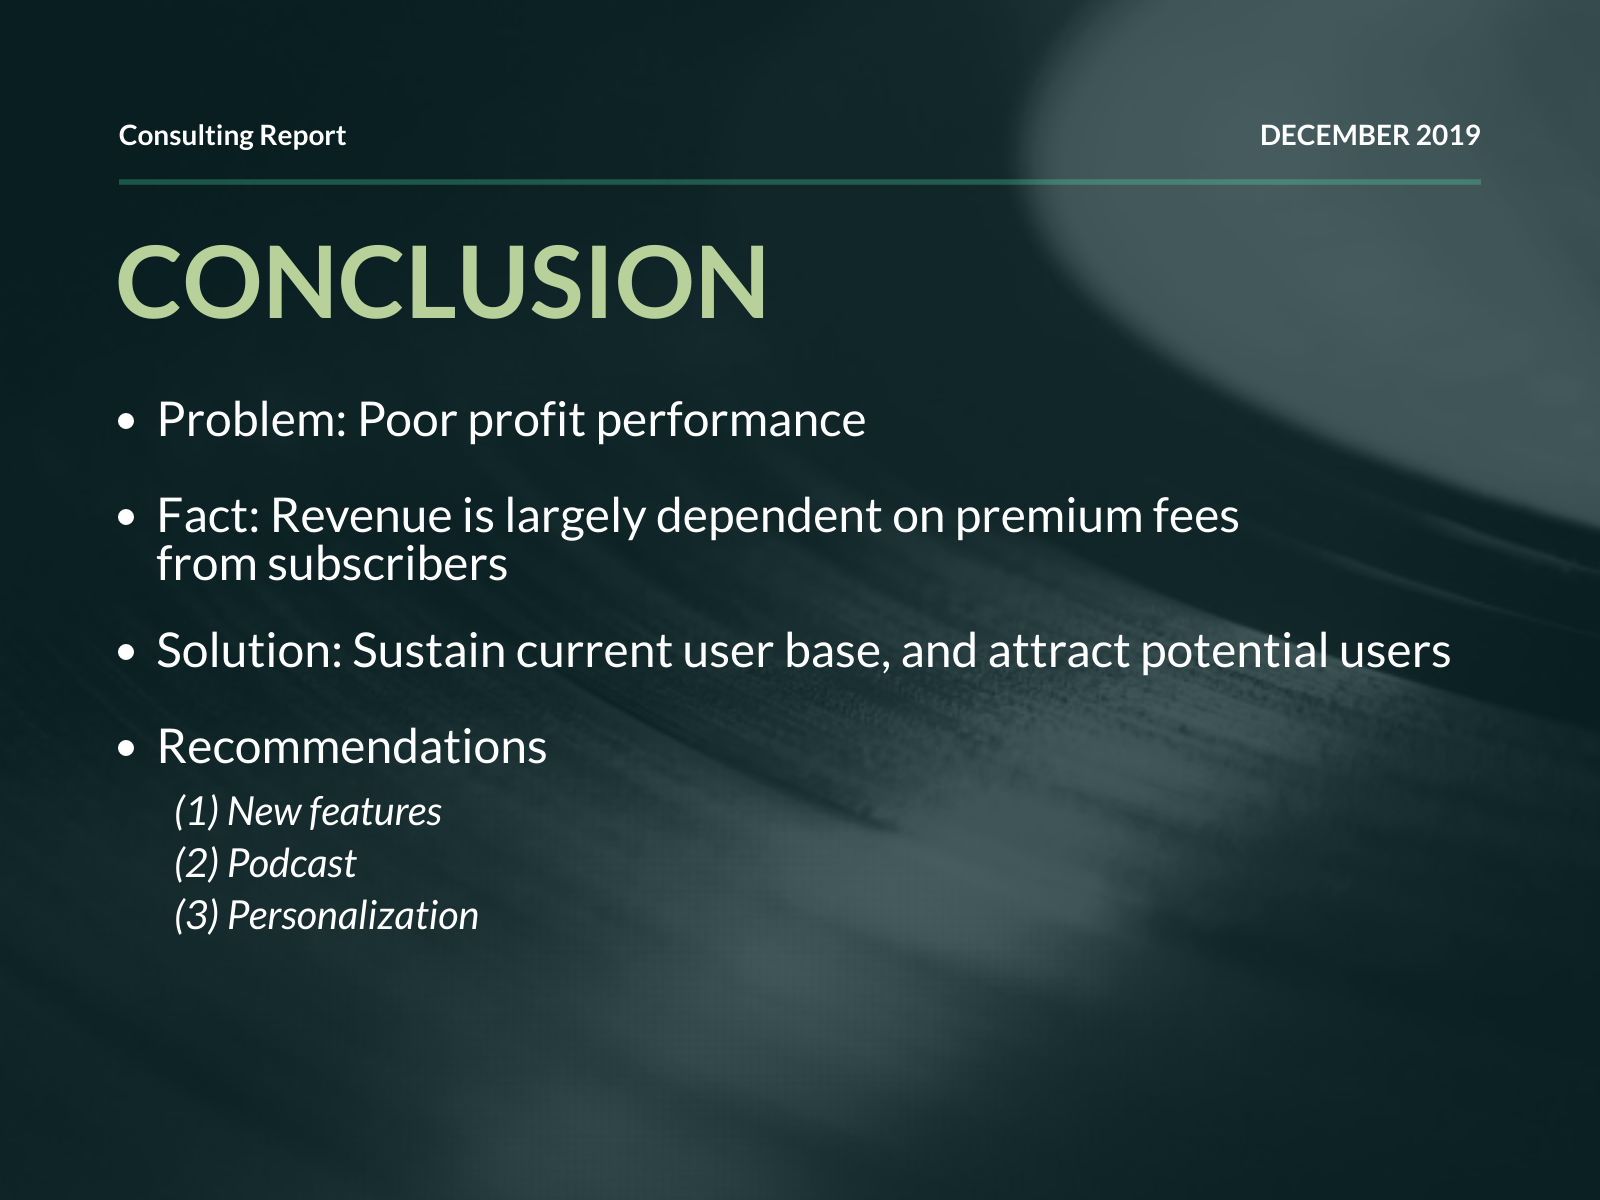 Consulting Report
DECEMBER 2019
CONCLUSION
• Problem: Poor profit performance
• Fact: Revenue is largely dependent on premium fees
from subscribers
• Solution: Sustain current user base, and attract potential users
• Recommendations
(1) New features
(2) Podcast
(3) Personalization